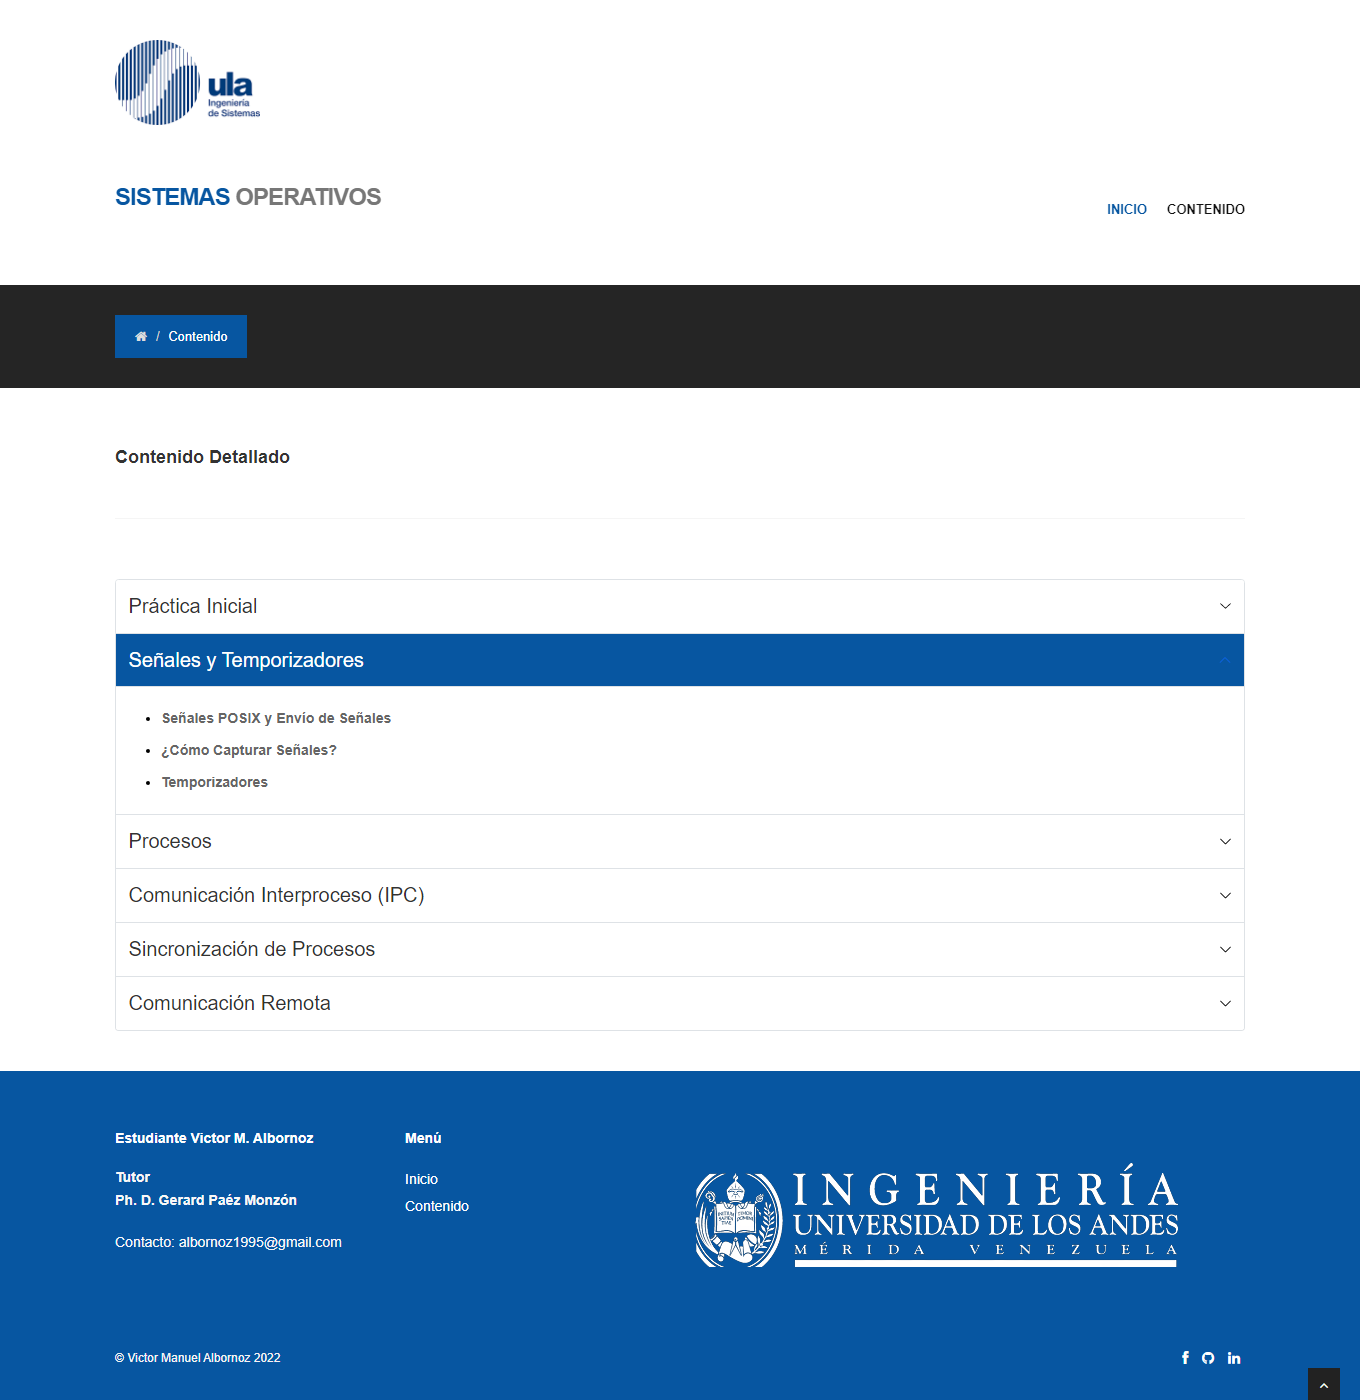 ula
Ingeniería
de Sistemas
SISTEMAS OPERATIVOS
INICIO CONTENIDO
/ Contenido
Contenido Detallado
Práctica Inicial
Señales y Temporizadores
Señales POSIX y Envío de Señales
¿Cómo Capturar Señales?
Temporizadores
Procesos
Comunicación Interproceso (IPC)
Sincronización de Procesos
Comunicación Remota
Estudiante Victor M. Albornoz
Tutor
Ph. D. Gerard Paéz Monzón
Contacto: albornoz1995@gmail.com
Menú
Inicio
Contenido
INGENIERÍA
UNIVERSIDAD DE LOS ANDES
MÉRIDA VENEZUELA
© Victor Manuel Albornoz 2022